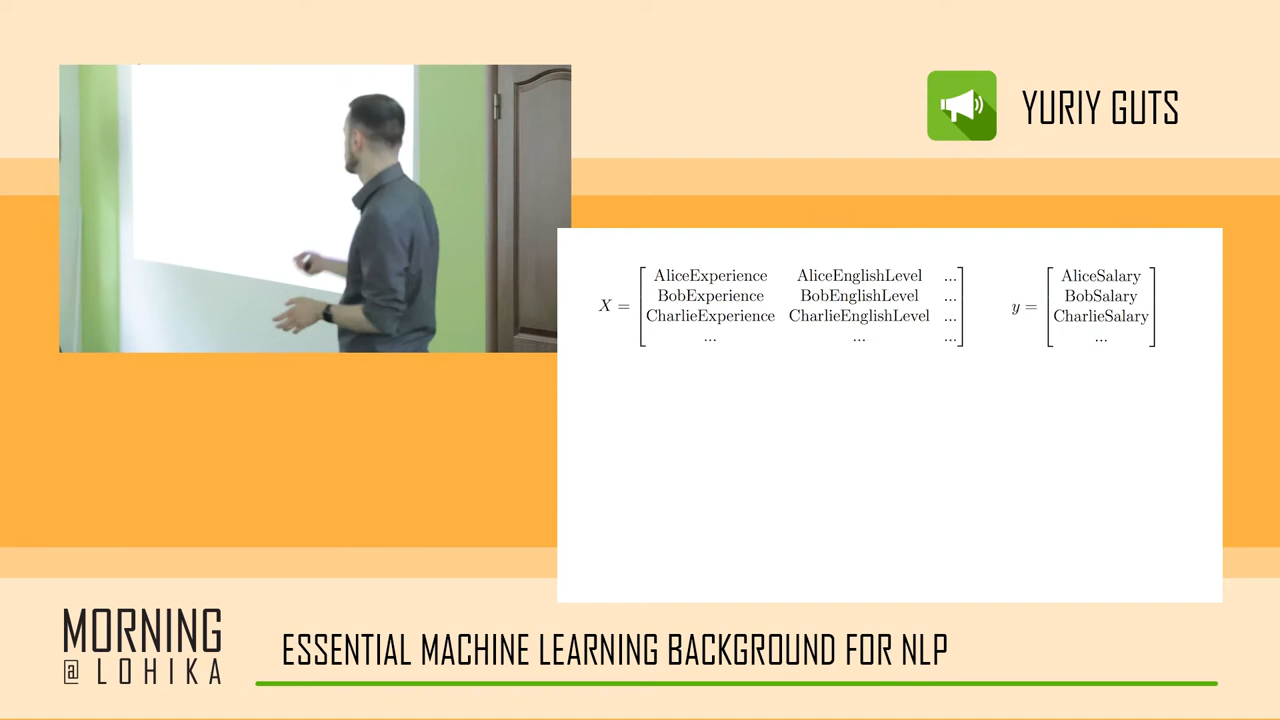 YURIY GUTS
X = [ AliceExperience AliceEnglishLevel ...
BobExperience BobEnglishLevel ...
CharlieExperience CharlieEnglishLevel ...
... ... ... ]
y = [ AliceSalary
BobSalary
CharlieSalary
... ]
MORNING
@ LOHIKA
ESSENTIAL MACHINE LEARNING BACKGROUND FOR NLP